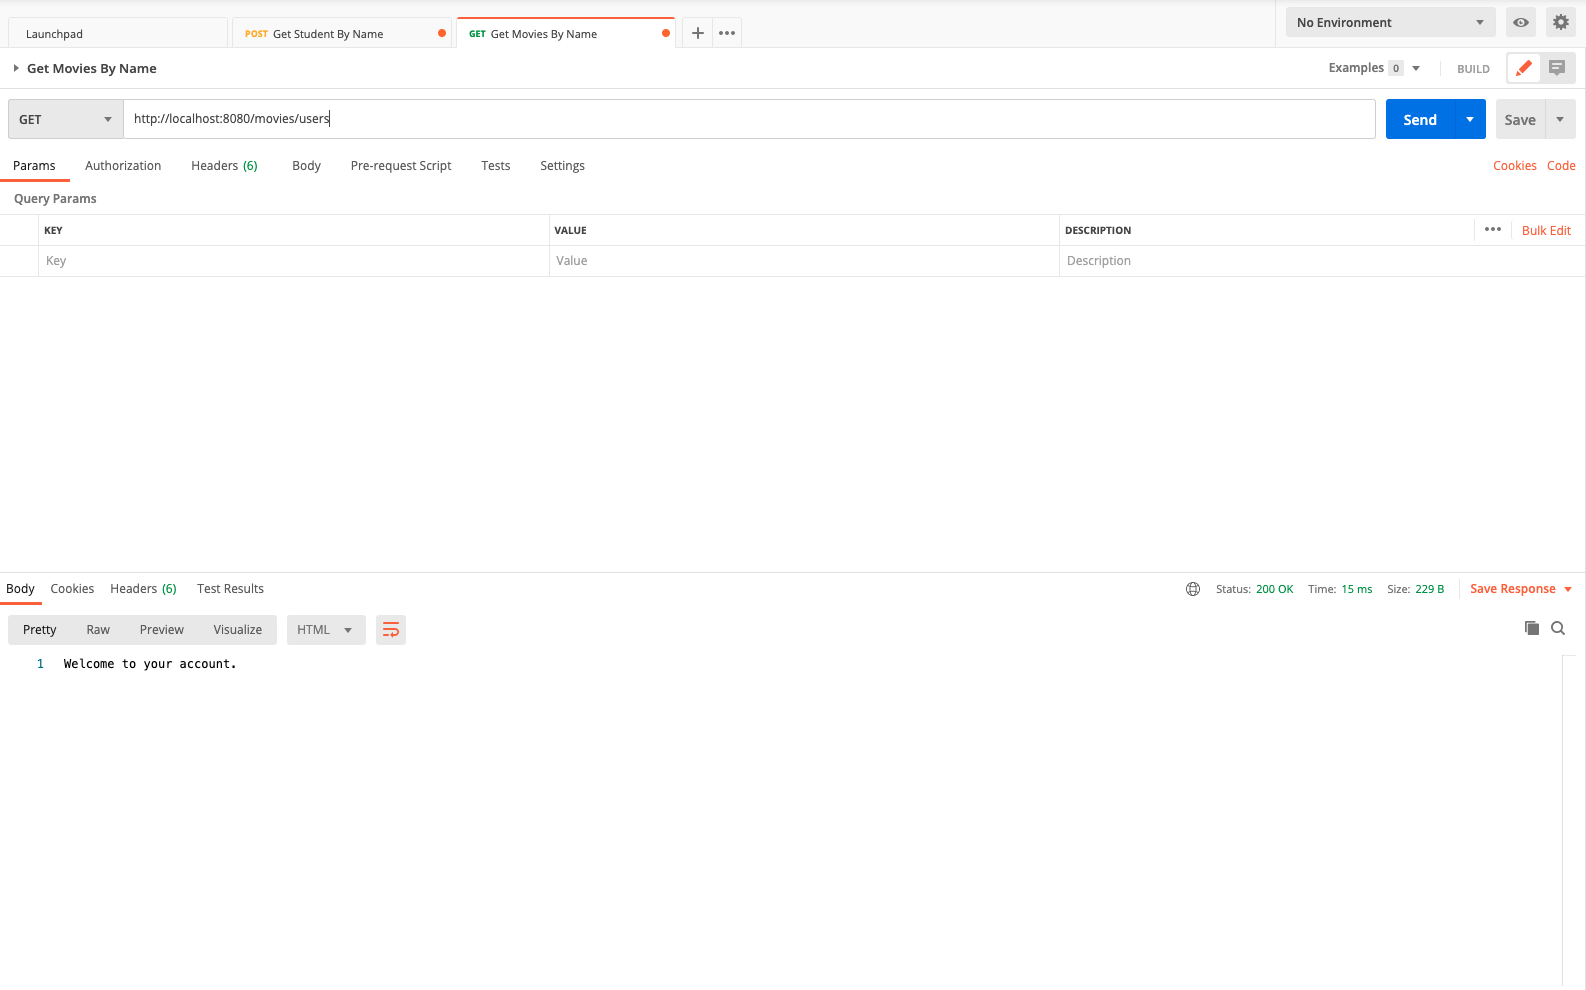 Launchpad
POST Get Student By Name
GET Get Movies By Name
No Environment
Get Movies By Name
Examples 0
BUILD
GET
http://localhost:8080/movies/users
Send
Save
Params Authorization Headers (6) Body Pre-request Script Tests Settings
Cookies Code
Query Params
KEY VALUE DESCRIPTION
Bulk Edit
Key Value Description
Body Cookies Headers (6) Test Results
Status: 200 OK Time: 15 ms Size: 229 B
Save Response
Pretty Raw Preview Visualize HTML
1 Welcome to your account.